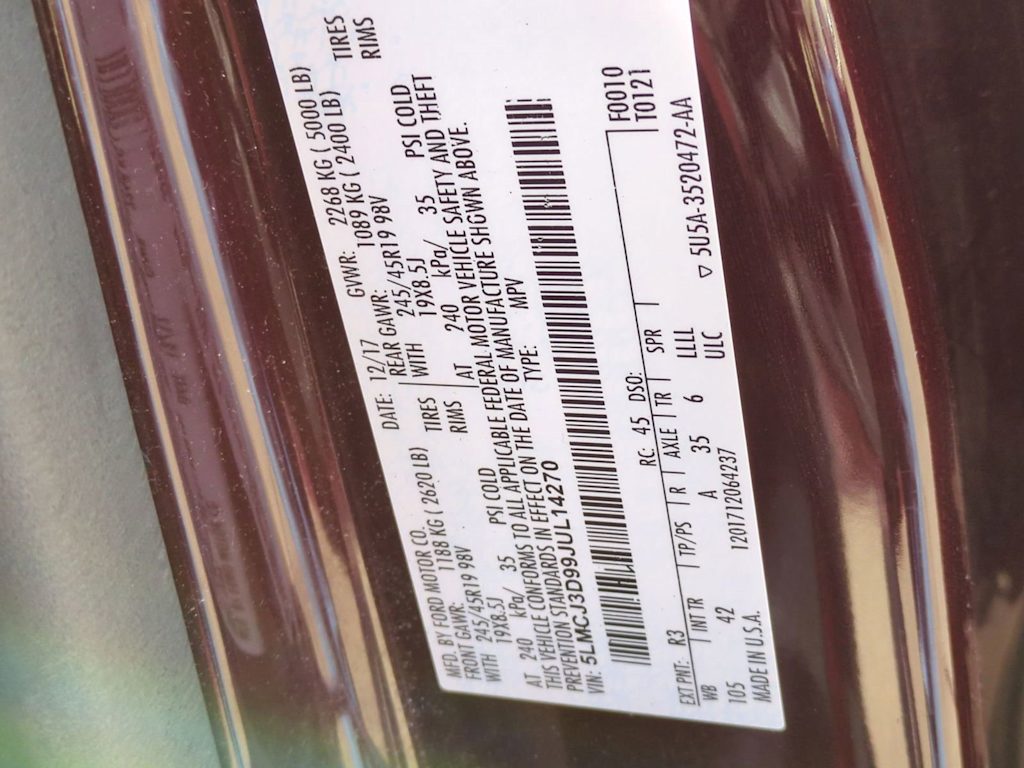 MFD. BY FORD MOTOR CO.
DATE: 12/17 GVWR: 2268 KG ( 5000 LB)
FRONT GAWR: 1188 KG ( 2620 LB) REAR GAWR: 1089 KG ( 2400 LB)
WITH 245/45R19 98V TIRES WITH 245/45R19 98V TIRES
19X8.5J RIMS 19X8.5J RIMS
AT 240 kPa/ 35 PSI COLD AT 240 kPa/ 35 PSI COLD
THIS VEHICLE CONFORMS TO ALL APPLICABLE FEDERAL MOTOR VEHICLE SAFETY AND THEFT
PREVENTION STANDARDS IN EFFECT ON THE DATE OF MANUFACTURE SHOWN ABOVE.
VIN: 5LMCJ3D99JUL14270 TYPE: MPV
EXT PNT: R3 RC: 45 DSO: F0010
WB INT TR TP/PS R AXLE TR SPR T0121
105 42 A 35 6 LLLL
ULC
MADE IN U.S.A. 1201712064237 ▽ 5U5A-3520472-AA